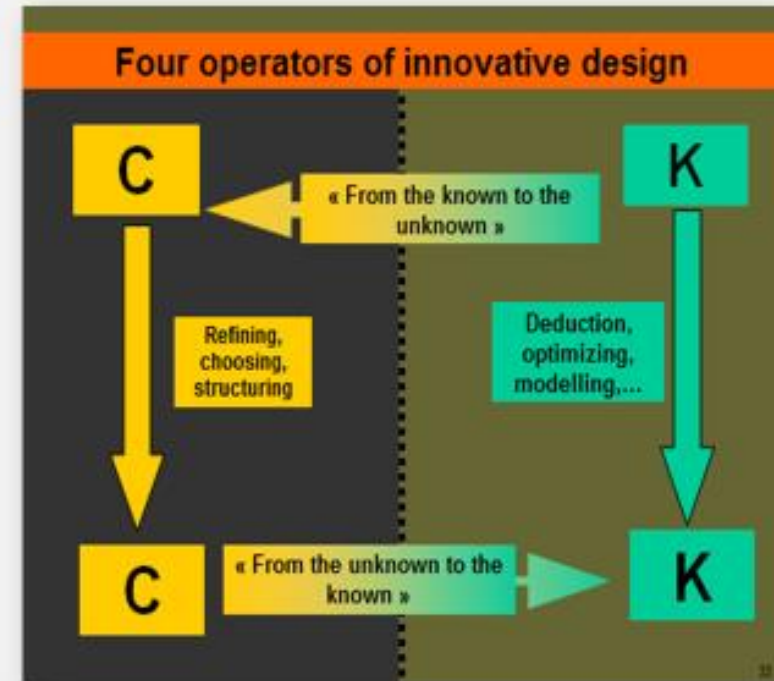 Four operators of innovative design
C
K
« From the known to the
unknown »
Refining,
choosing,
structuring
Deduction,
optimizing,
modelling,...
C
« From the unknown to the
known »
K